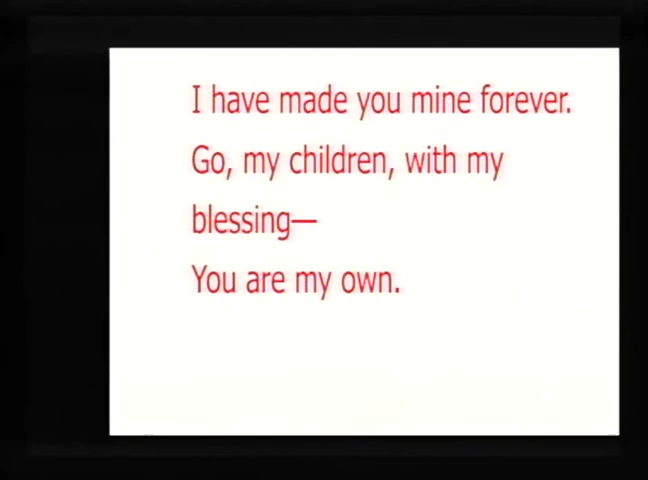 I have made you mine forever.
Go, my children, with my
blessing—
You are my own.